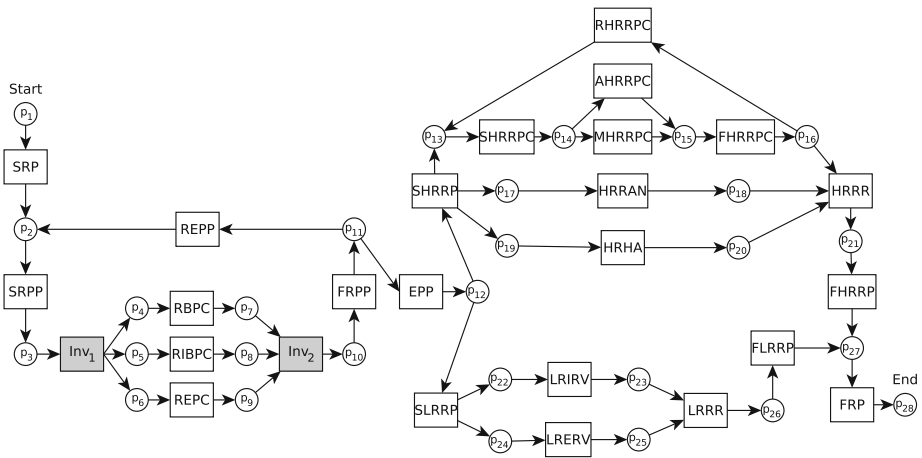 RHRRPC
AHRRPC
Start
p1
p13
SHRRPC
p14
MHRRPC
p15
FHRRPC
p16
SRP
SHRRP
p17
HRRAN
p18
HRRR
p2
REPP
p11
p19
HRHA
p20
p21
SRPP
FRPP
EPP
p12
FHRRP
p4
RBPC
p7
p3
Inv1
p5
RIBPC
p8
Inv2
p10
FLRRP
p27
p6
REPC
p9
p22
LRIRV
p23
End
SLRRP
LRRR
p26
FRP
p28
p24
LRERV
p25